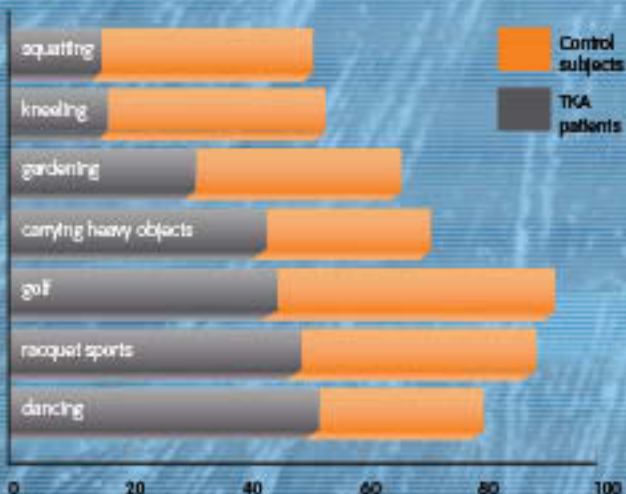 squatting
kneeling
gardening
carrying heavy objects
golf
racquet sports
dancing
Control
subjects
TKA
patients
0 20 40 60 80 100